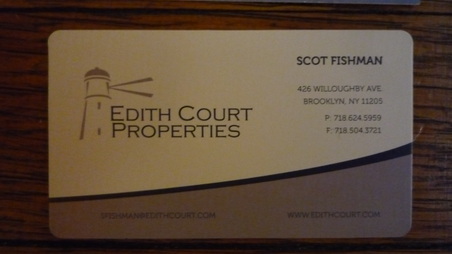 SCOT FISHMAN
426 WILLOUGHBY AVE
BROOKLYN, NY 11205
P: 718.624.5959
F: 718.504.3721
EDITH COURT
PROPERTIES
SFISHMAN@EDITHCOURT.COM
WWW.EDITHCOURT.COM